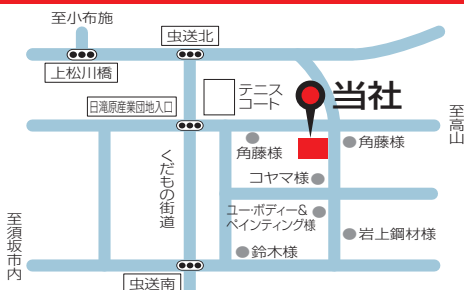 至小布施
虫送北
上松川橋
テニス
コート
当社
日滝原産業団地入口
至高山
角藤様
角藤様
くだもの街道
コヤマ様
ユー・ボディー&
ペインティング様
至須坂市内
岩上鋼材様
鈴木様
虫送南